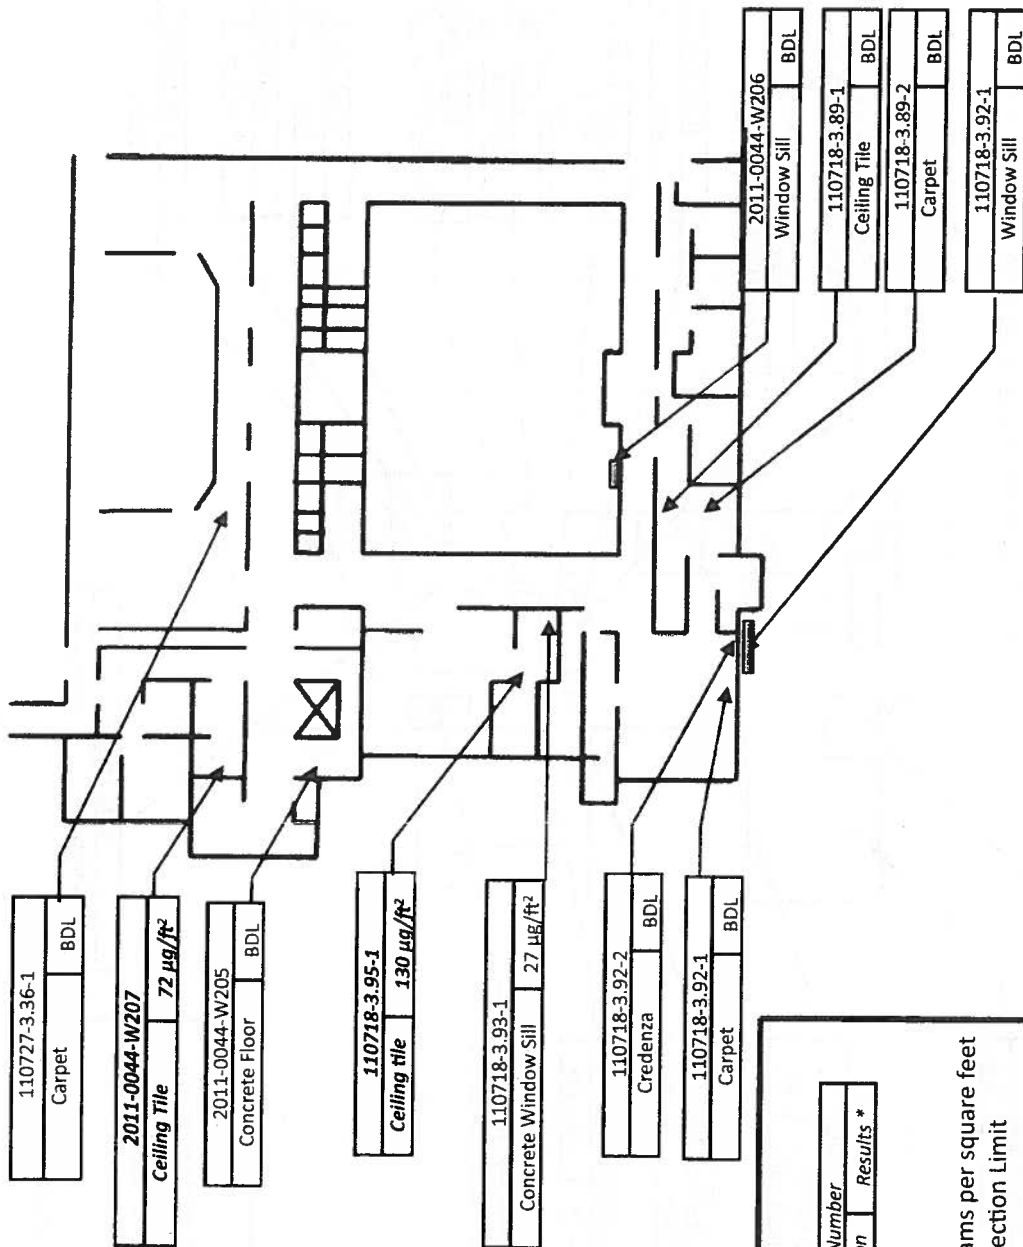 110727-3.36-1
Carpet BDL
2011-0044-W207
Ceiling Tile 72 µg/ft²
2011-0044-W205
Concrete Floor BDL
110718-3.95-1
Ceiling tile 130 µg/ft²
110718-3.93-1
Concrete Window Sill 27 µg/ft²
110718-3.92-2
Credenza BDL
110718-3.92-1
Carpet BDL
2011-0044-W206
Window Sill BDL
110718-3.89-1
Ceiling Tile BDL
110718-3.89-2
Carpet BDL
110718-3.92-1
Window Sill BDL
Number
on Results *
ams per square feet
ection Limit